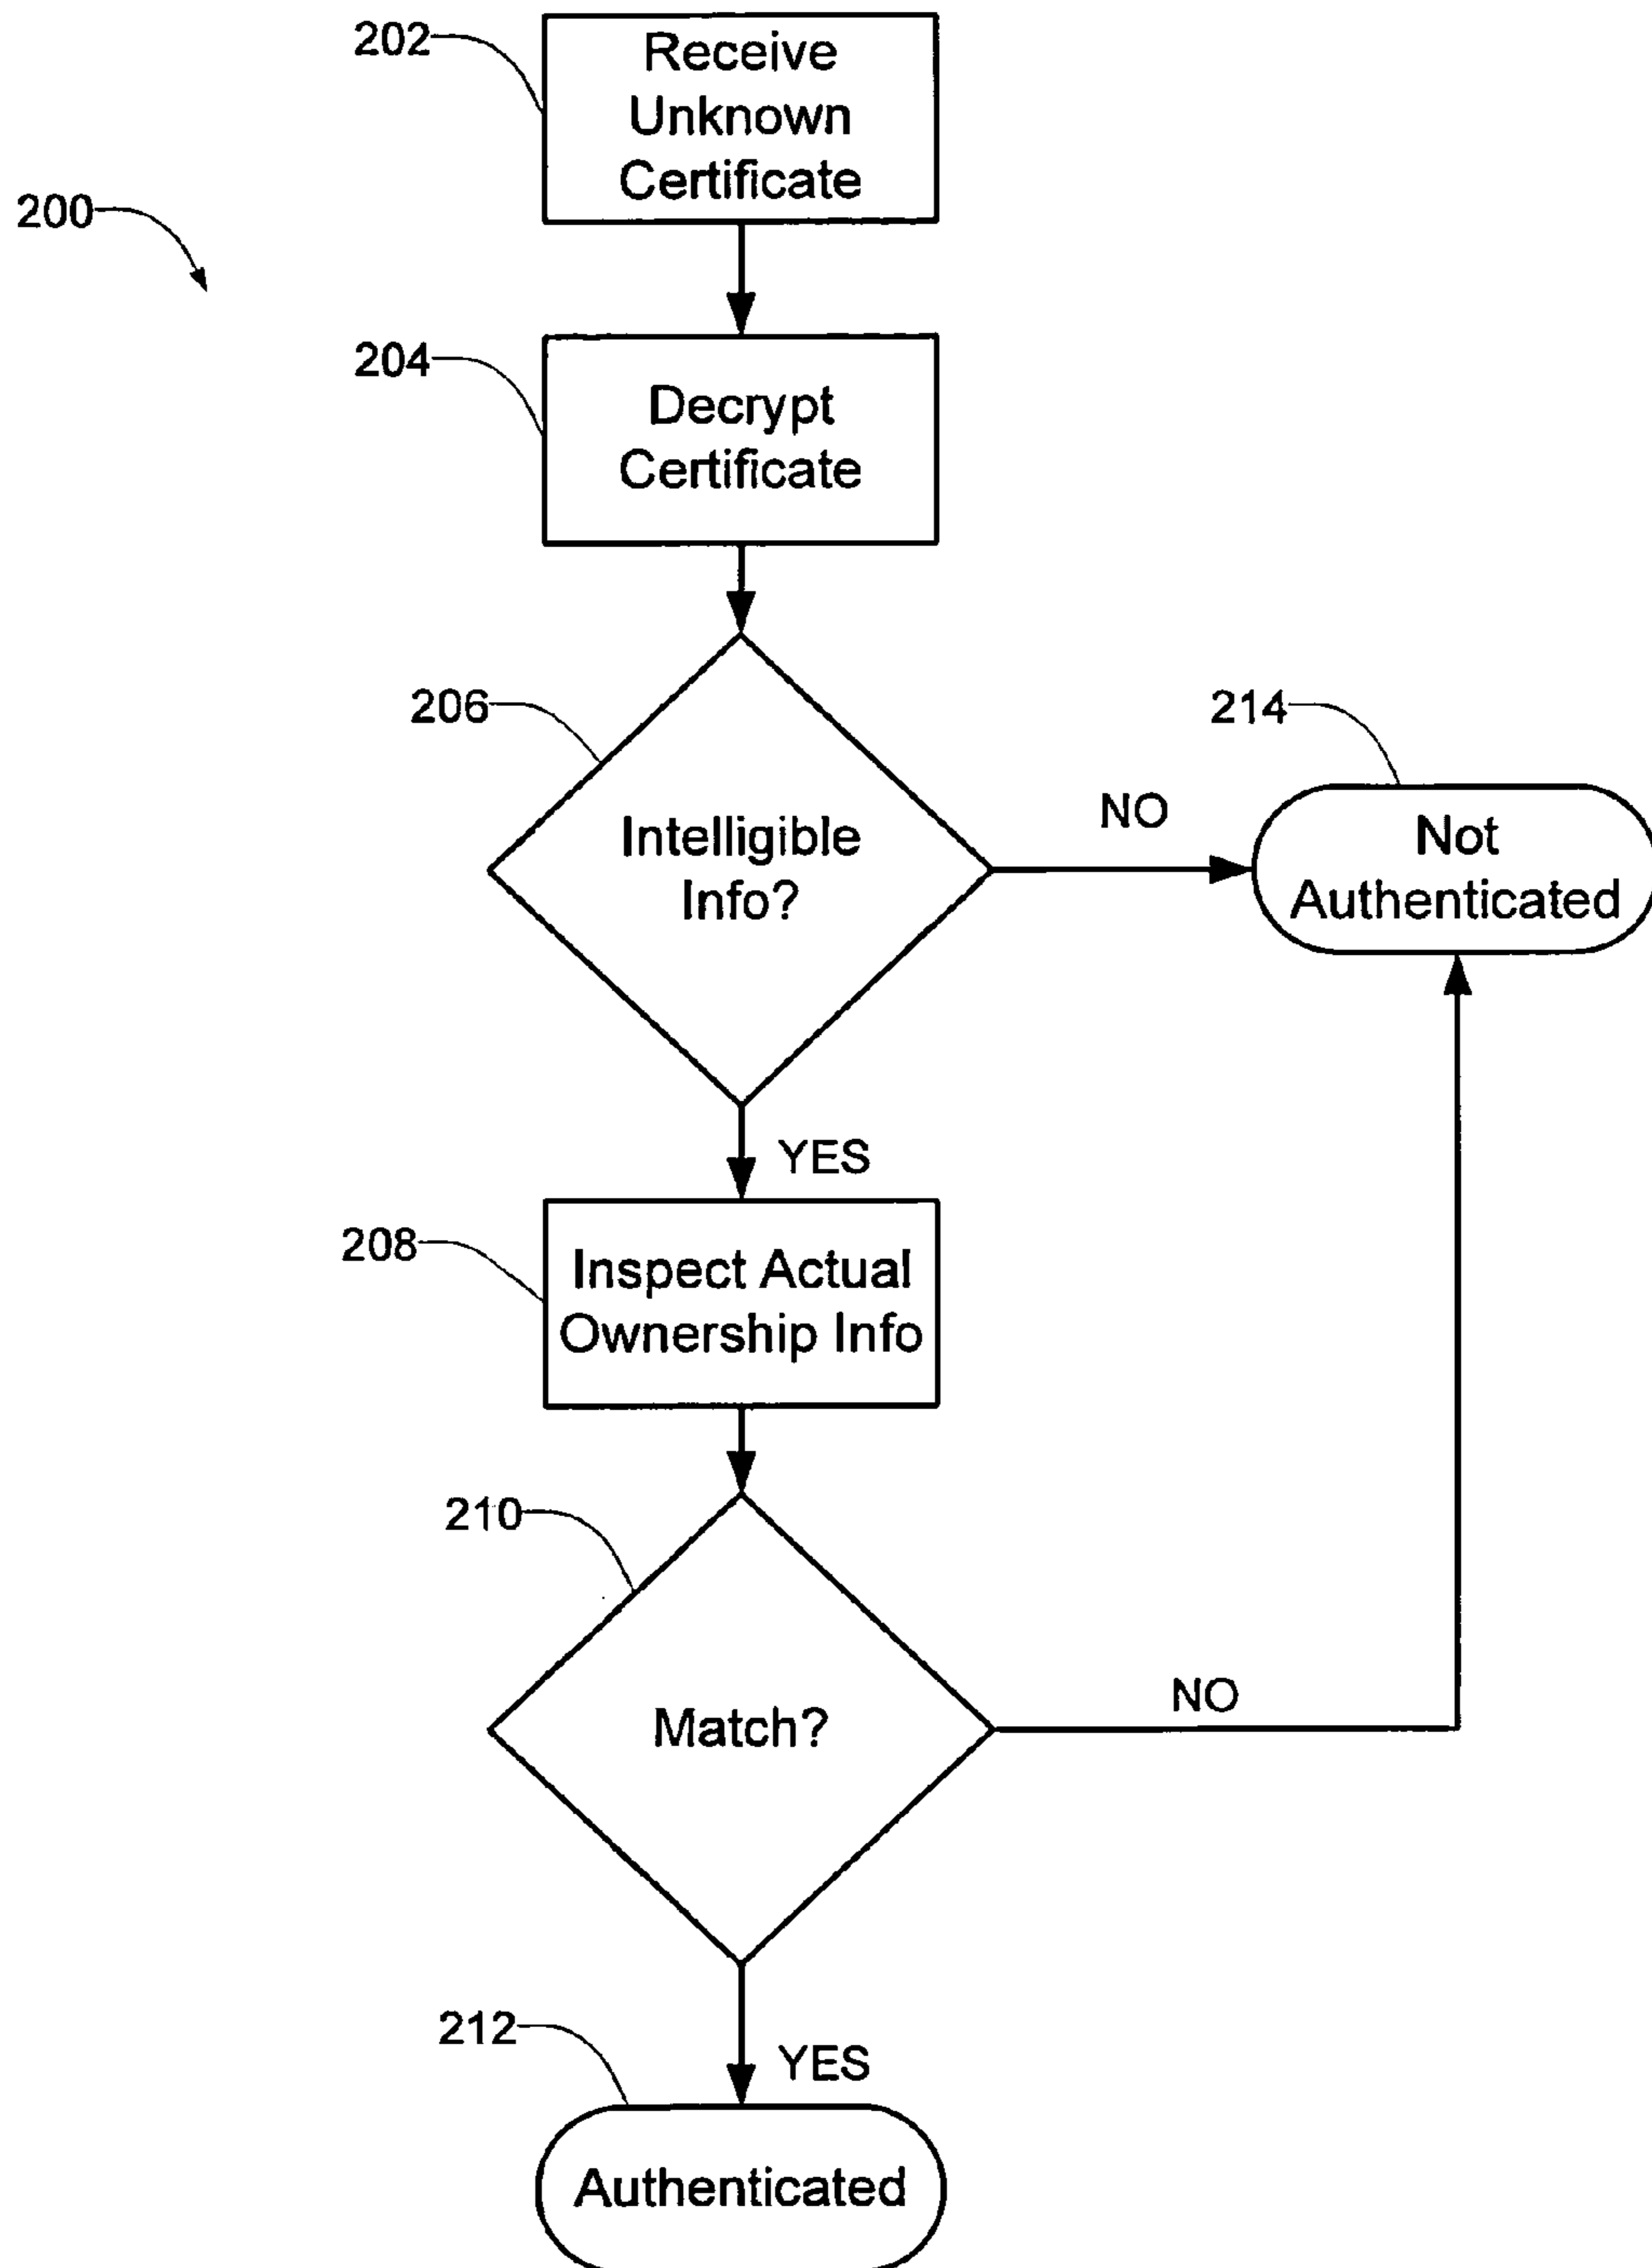 202
Receive
Unknown
Certificate
200
204
Decrypt
Certificate
206
Intelligible
Info?
NO
214
Not
Authenticated
YES
208
Inspect Actual
Ownership Info
210
Match?
NO
212
YES
Authenticated